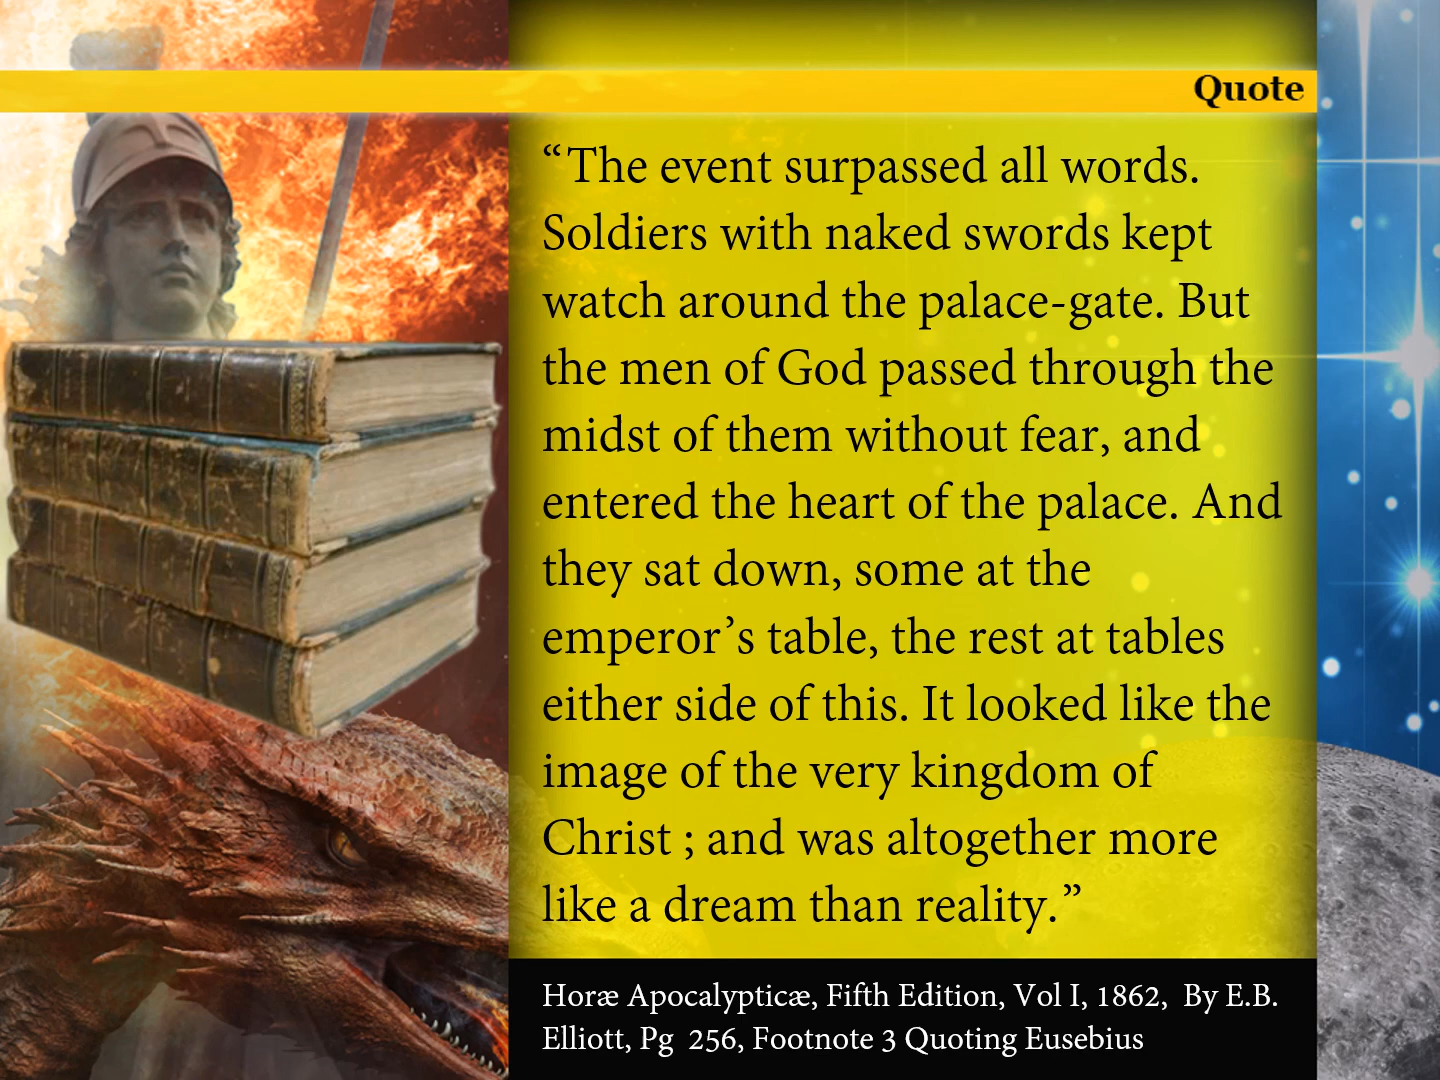 Quote
“The event surpassed all words.
Soldiers with naked swords kept
watch around the palace-gate. But
the men of God passed through the
midst of them without fear, and
entered the heart of the palace. And
they sat down, some at the
emperor’s table, the rest at tables
either side of this. It looked like the
image of the very kingdom of
Christ ; and was altogether more
like a dream than reality.”
Horæ Apocalypticæ, Fifth Edition, Vol I, 1862,  By E.B.
Elliott, Pg  256, Footnote 3 Quoting Eusebius